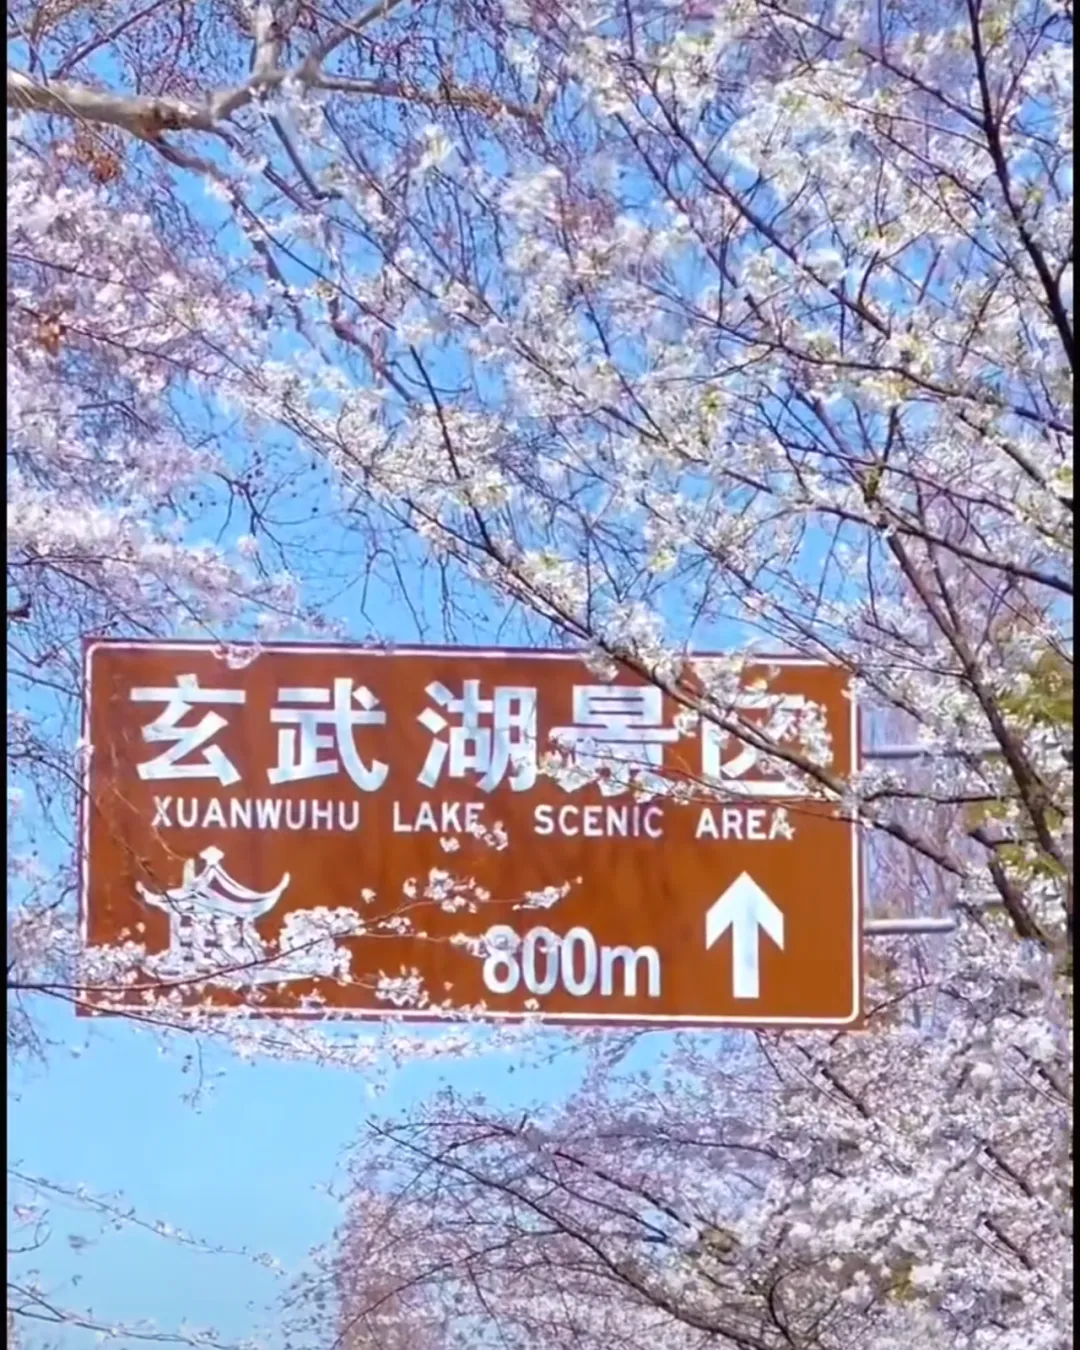 玄武湖景区
XUANWUHU LAKE SCENIC AREA
800m